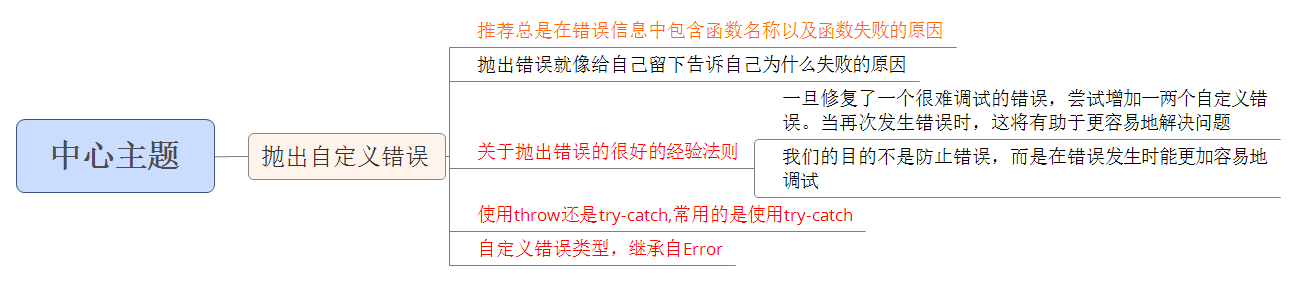 中心主题
抛出自定义错误
推荐总是在错误信息中包含函数名称以及函数失败的原因
抛出错误就像给自己留下告诉自己为什么失败的原因
关于抛出错误的很好的经验法则
一旦修复了一个很难调试的错误，尝试增加一两个自定义错
误。当再次发生错误时，这将有助于更容易地解决问题
我们的目的不是防止错误，而是在错误发生时能更加容易地
调试
使用throw还是try-catch,常用的是使用try-catch
自定义错误类型，继承自Error